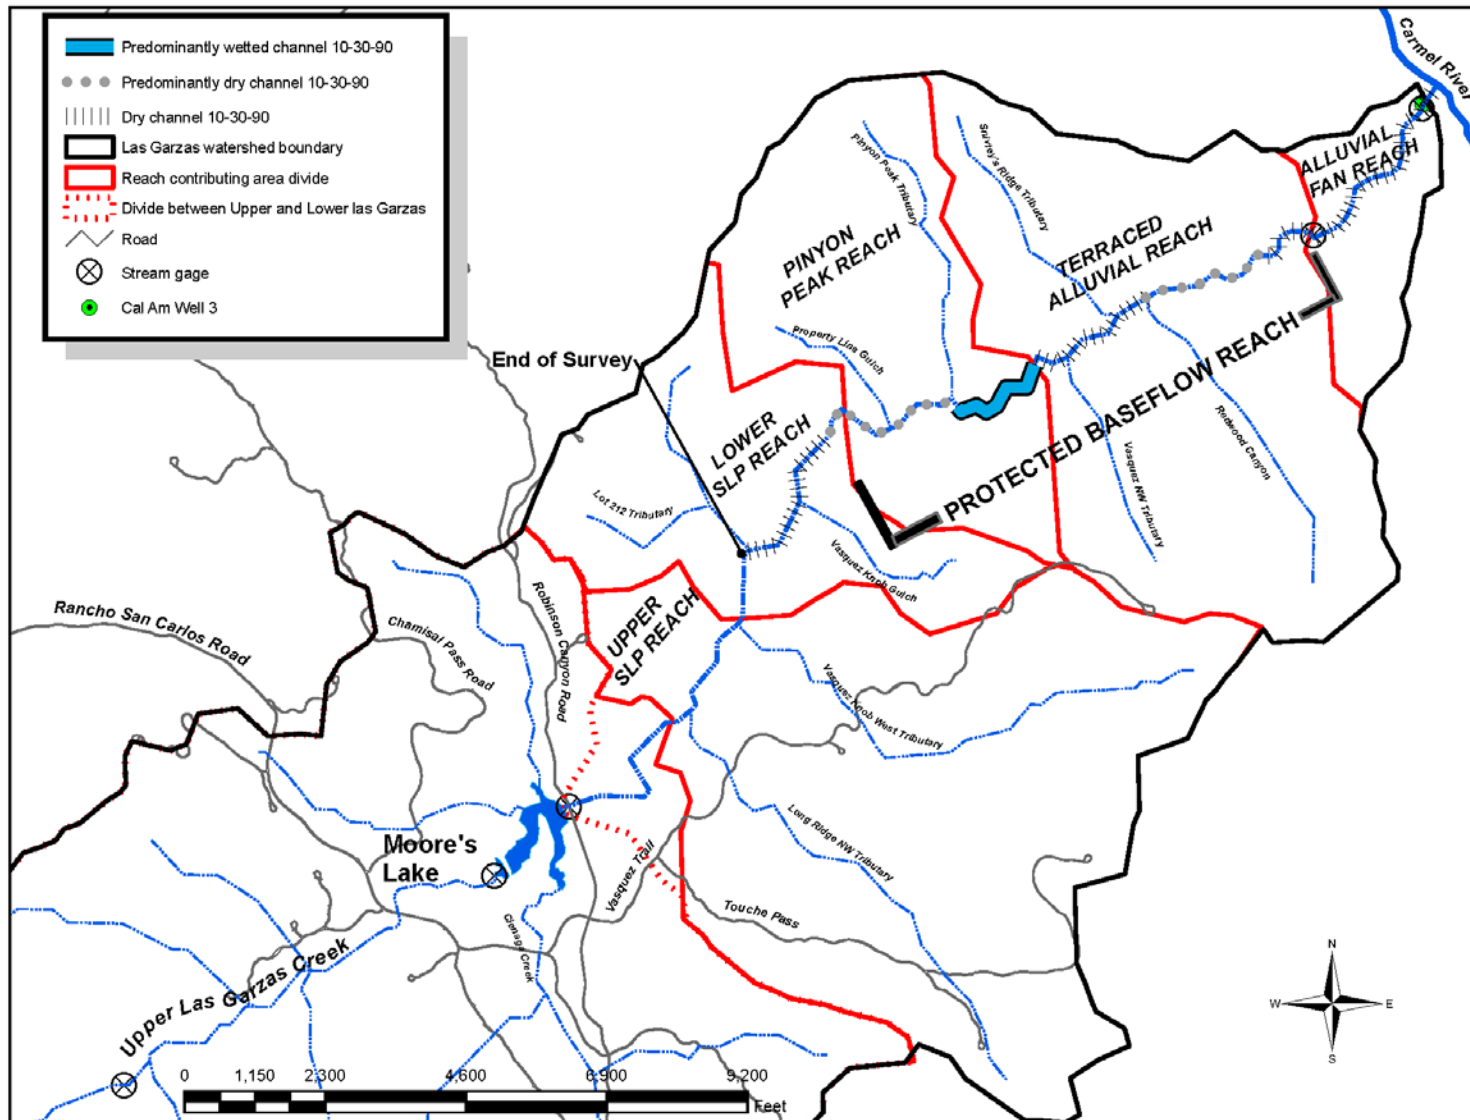 Predominantly wetted channel 10-30-90
Predominantly dry channel 10-30-90
Dry channel 10-30-90
Las Garzas watershed boundary
Reach contributing area divide
Divide between Upper and Lower las Garzas
Road
Stream gage
Cal Am Well 3
Carmel River
ALLUVIAL
FAN REACH
Pinyon Peak Tributary
Snivrey's Ridge Tributary
PINYON
PEAK REACH
TERRACED
ALLUVIAL REACH
Property Line Gulch
End of Survey
PROTECTED BASEFLOW REACH
LOWER
SLP REACH
Lot 212 Tributary
Vasquez NW Tributary
Redwood Canyon
Vasquez Knob Gulch
Rancho San Carlos Road
Chamisal Pass Road
Robinson Canyon Road
UPPER
SLP REACH
Vasquez Knob West Tributary
Long Ridge NW Tributary
Moore's
Lake
Vasquez Trail
Touche Pass
Cienaga Creek
Upper Las Garzas Creek
N
W
E
S
0
1,150
2,300
4,600
6,900
9,200
Feet